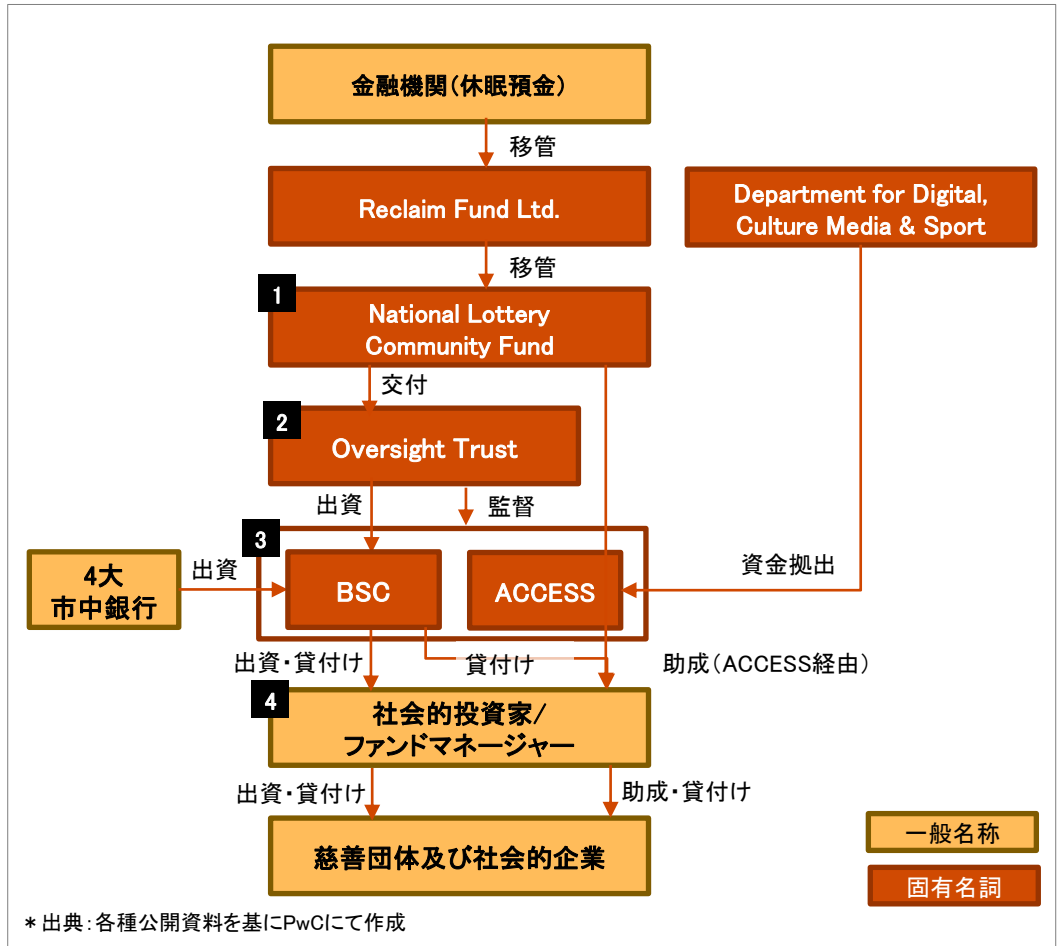 金融機関(休眠預金)
移管
Reclaim Fund Ltd.
Department for Digital,
Culture Media & Sport
移管
1
National Lottery
Community Fund
交付
2
Oversight Trust
出資
監督
3
4大
市中銀行
出資
BSC
ACCESS
資金拠出
出資・貸付け
貸付け
助成(ACCESS経由)
4
社会的投資家/
ファンドマネージャー
出資・貸付け
助成・貸付け
慈善団体及び社会的企業
一般名称
固有名詞
*出典:各種公開資料を基にPwCにて作成